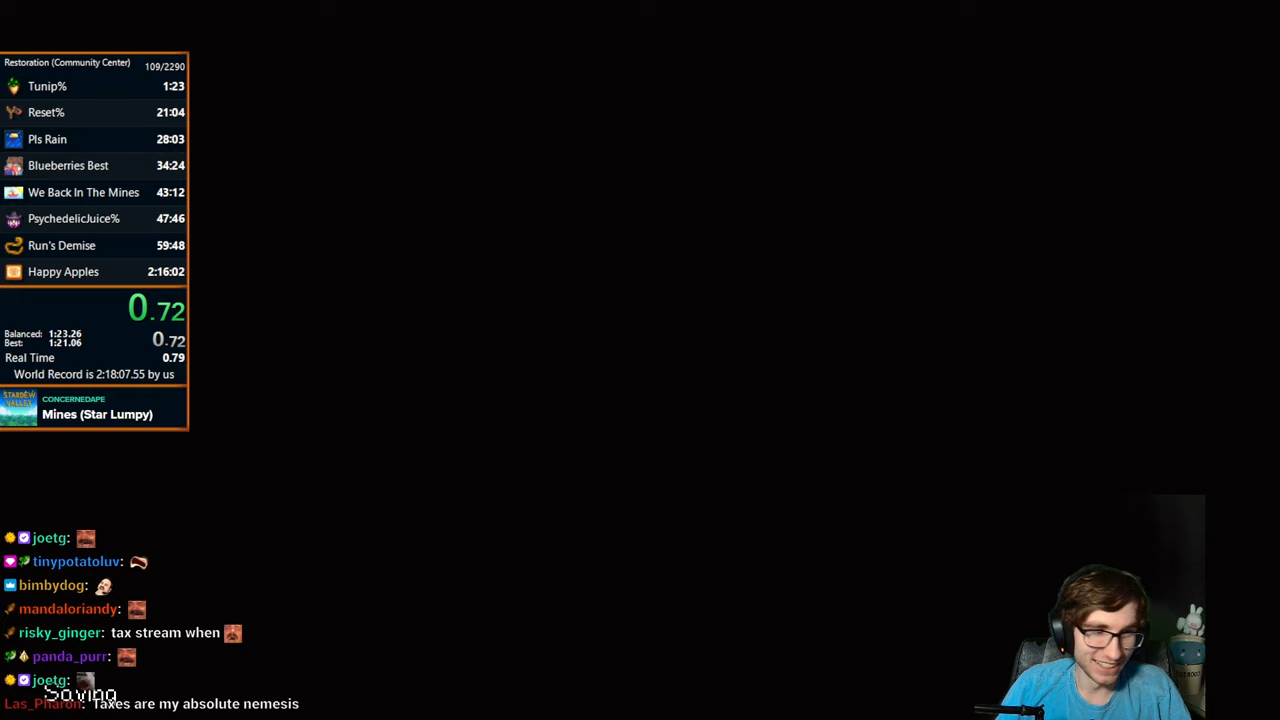 Restoration (Community Center) 109/2290
Tunip% 1:23
Reset% 21:04
Pls Rain 28:03
Blueberries Best 34:24
We Back In The Mines 43:12
PsychedelicJuice% 47:46
Run's Demise 59:48
Happy Apples 2:16:02
0.72
Balanced: 1:23.26
Best: 1:21.06 0.72
Real Time 0.79
World Record is 2:18:07.55 by us
STARDEW VALLEY
CONCERNEDAPE
Mines (Star Lumpy)
joetg:
tinypotatoluv:
bimbydog:
mandaloriandy:
risky_ginger: tax stream when
panda_purr:
joetg:
Saving
Las_Pharon: Taxes are my absolute nemesis